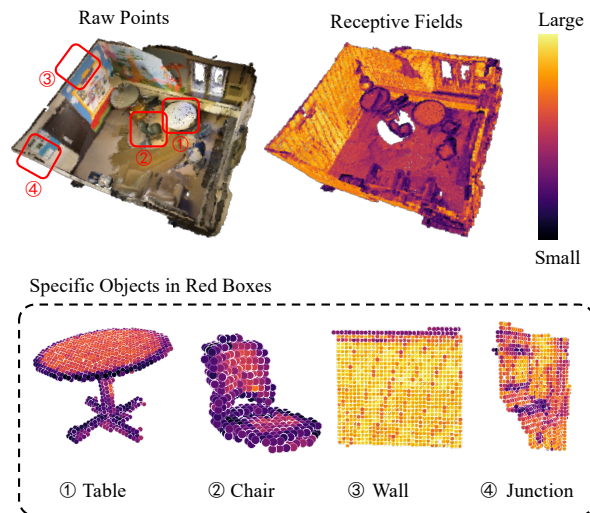 Raw Points
Receptive Fields
Large
③
②
①
④
Small
Specific Objects in Red Boxes
① Table
② Chair
③ Wall
④ Junction